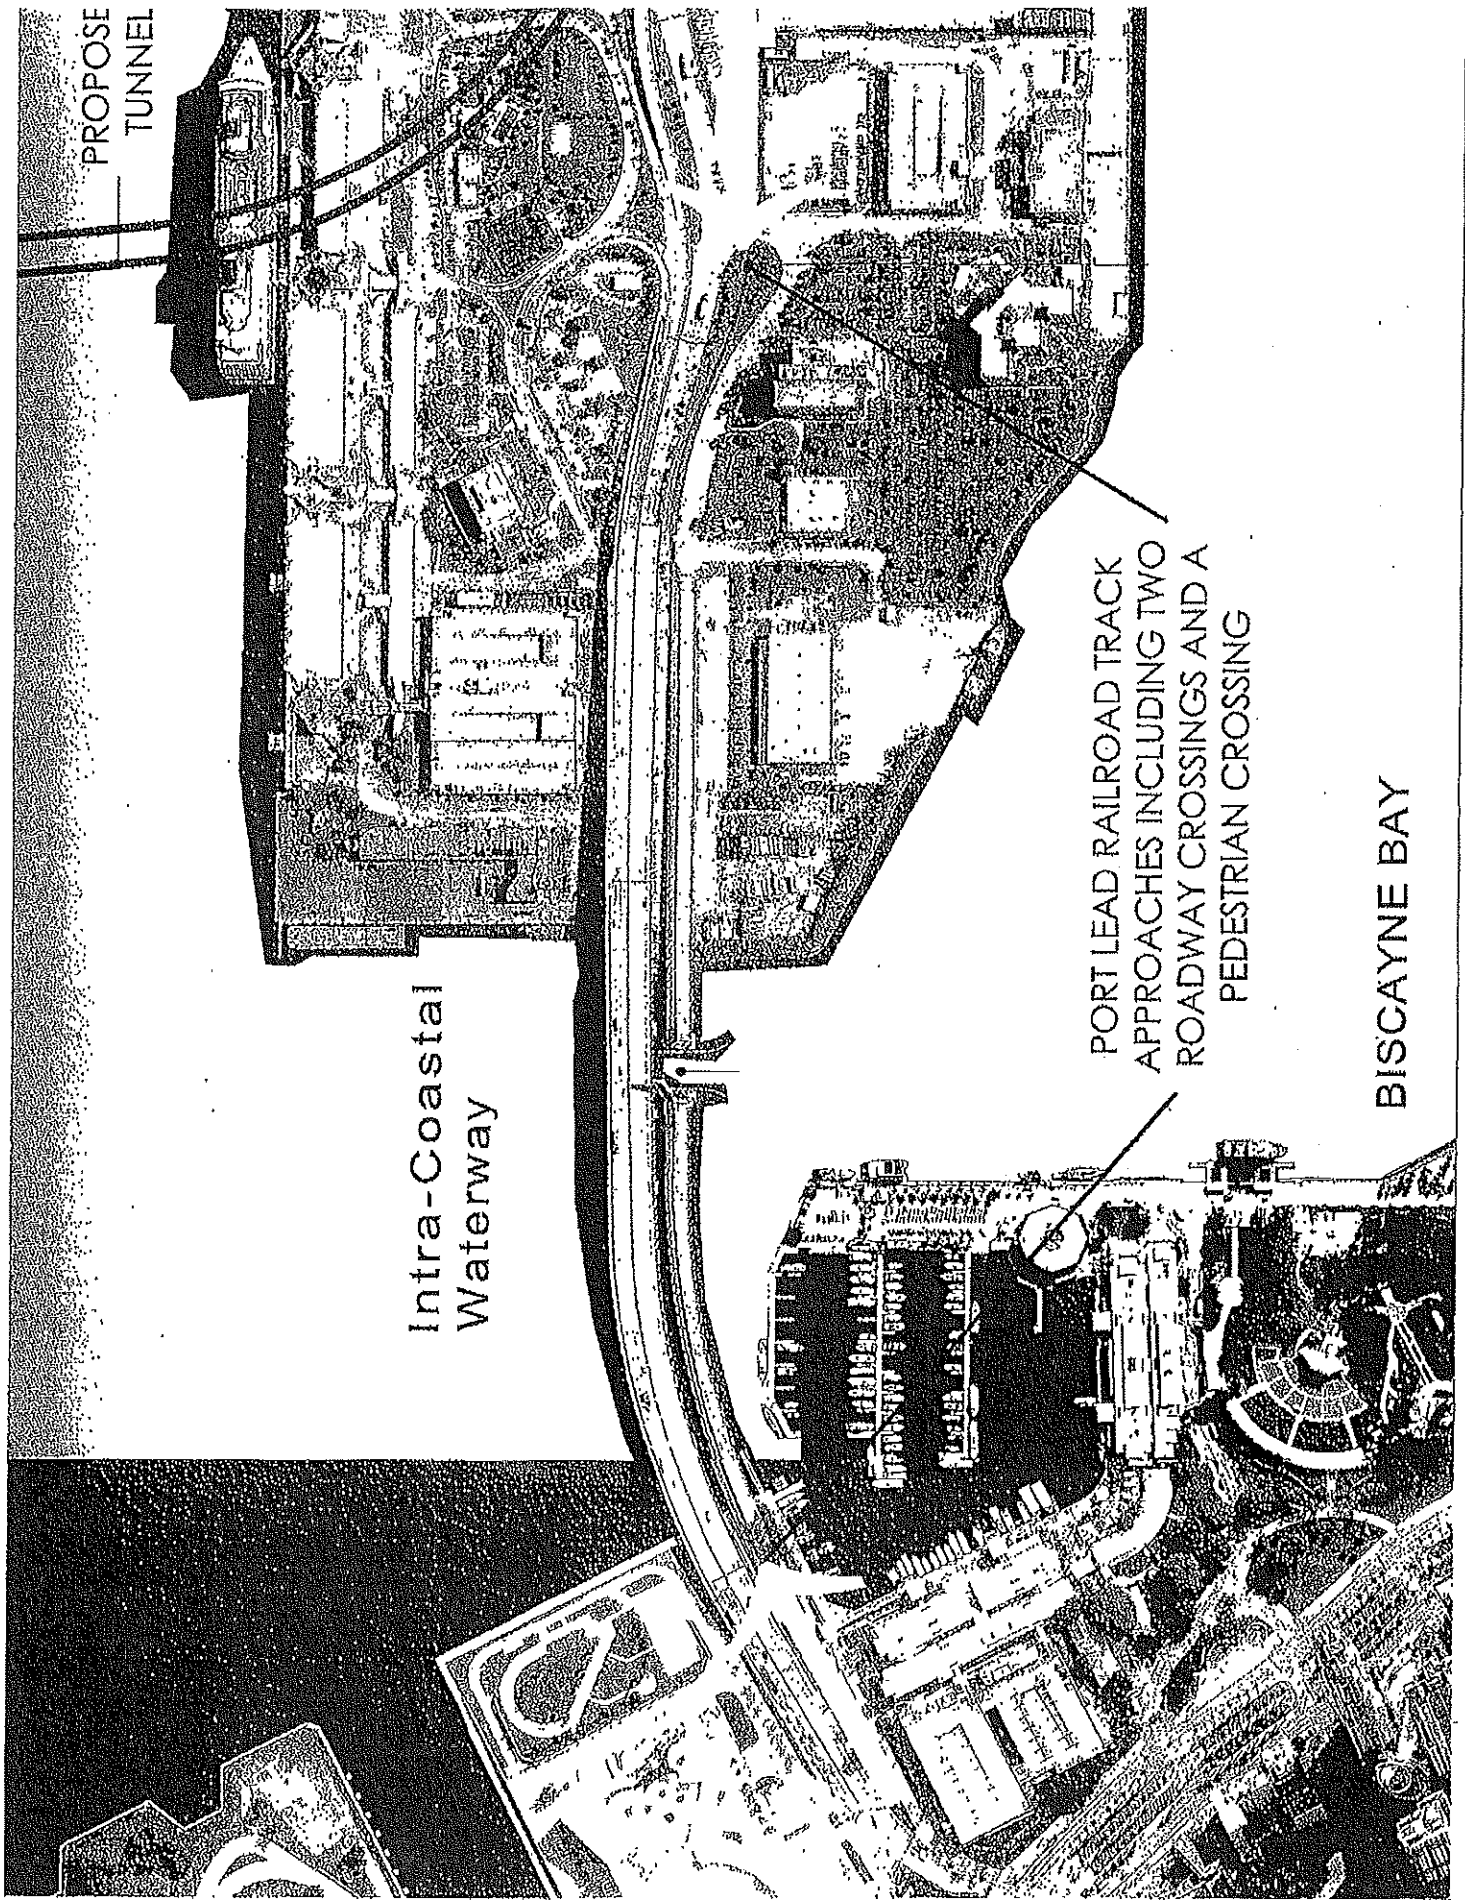 PROPOSE
TUNNEL
Intra-Coastal
Waterway
PORT LEAD RAILROAD TRACK
APPROACHES INCLUDING TWO
ROADWAY CROSSINGS AND A
PEDESTRIAN CROSSING
BISCAYNE BAY